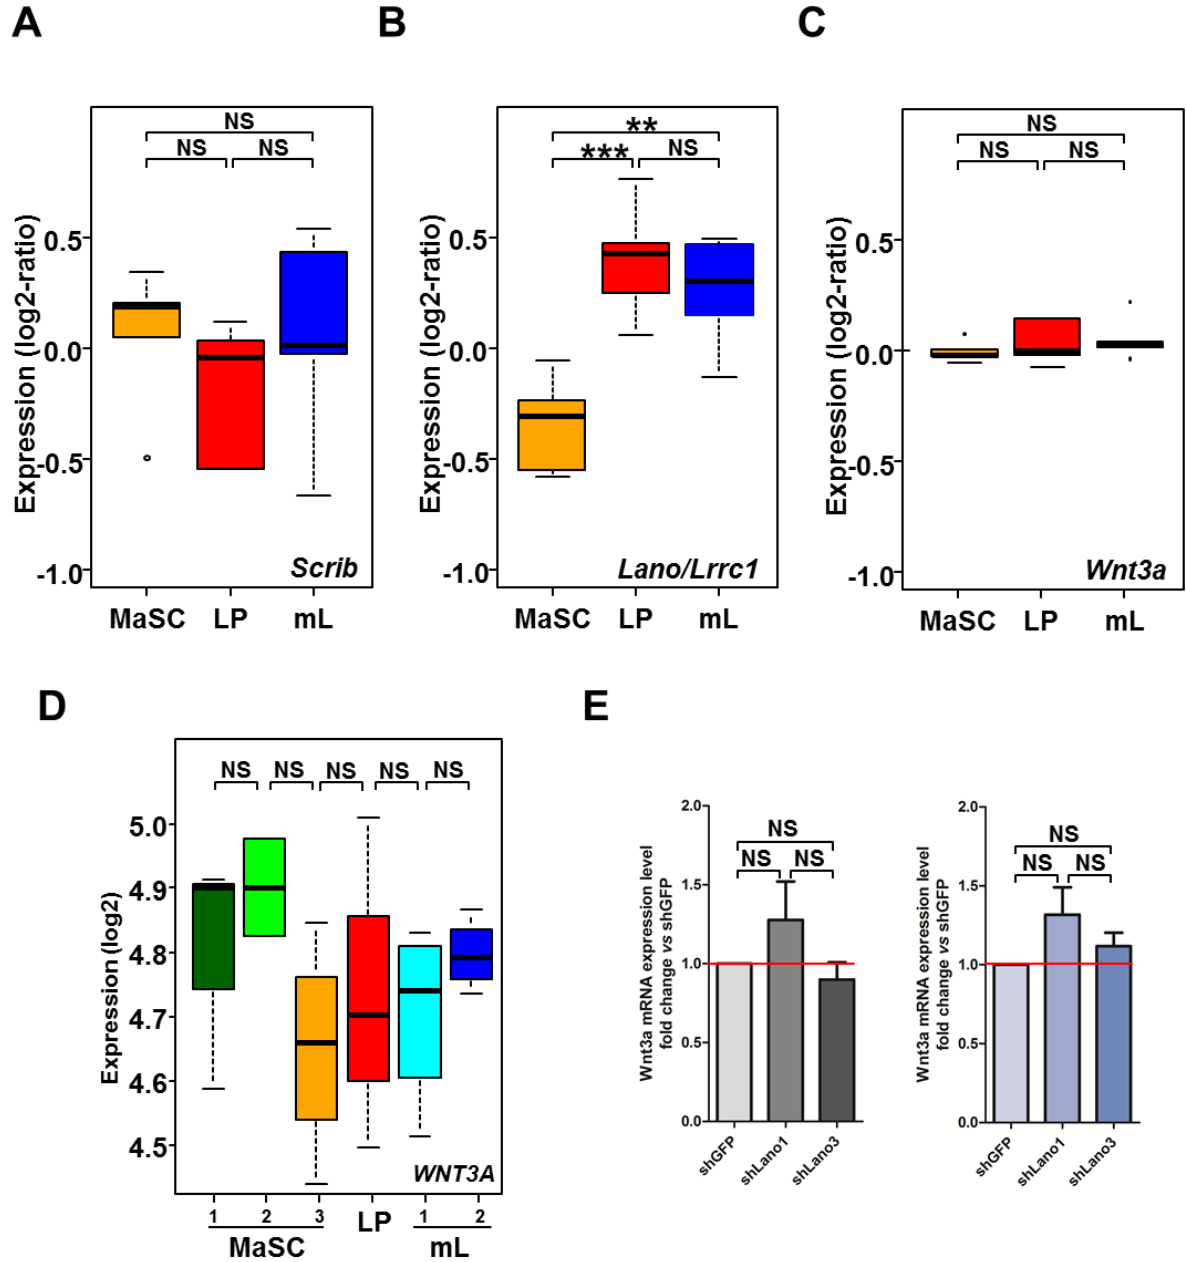 A
B
C
NS
NS
NS
Expression (log2-ratio)
0.5
0.0
-0.5
-1.0
Scrib
MaSC
LP
mL
**
***
NS
Expression (log2-ratio)
0.5
0.0
-0.5
-1.0
Lano/Lrrc1
MaSC
LP
mL
NS
NS
NS
Expression (log2-ratio)
0.5
0.0
-0.5
-1.0
Wnt3a
MaSC
LP
mL
D
E
NS
NS
NS
NS
NS
Expression (log2)
5.0
4.9
4.8
4.7
4.6
4.5
WNT3A
1
2
3
LP
1
2
MaSC
mL
Wnt3a mRNA expression level
fold change vs shGFP
2.0
1.5
1.0
0.5
0.0
NS
NS
NS
shGFP
shLano1
shLano3
Wnt3a mRNA expression level
fold change vs shGFP
2.0
1.5
1.0
0.5
0.0
NS
NS
NS
shGFP
shLano1
shLano3